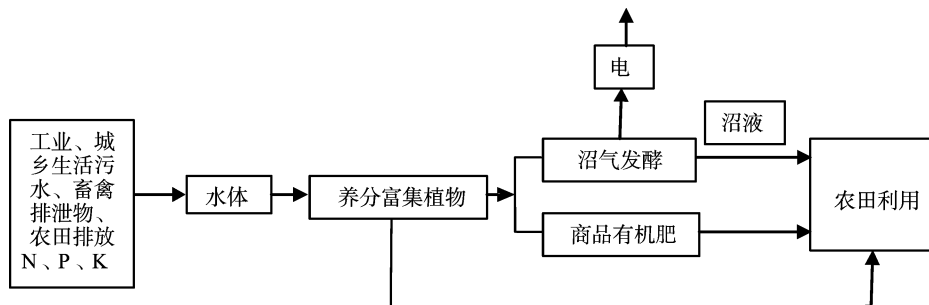 电
沼液
工业、城
乡生活污
水、畜禽
排泄物、
农田排放
N、P、K
水体
养分富集植物
沼气发酵
商品有机肥
农田利用